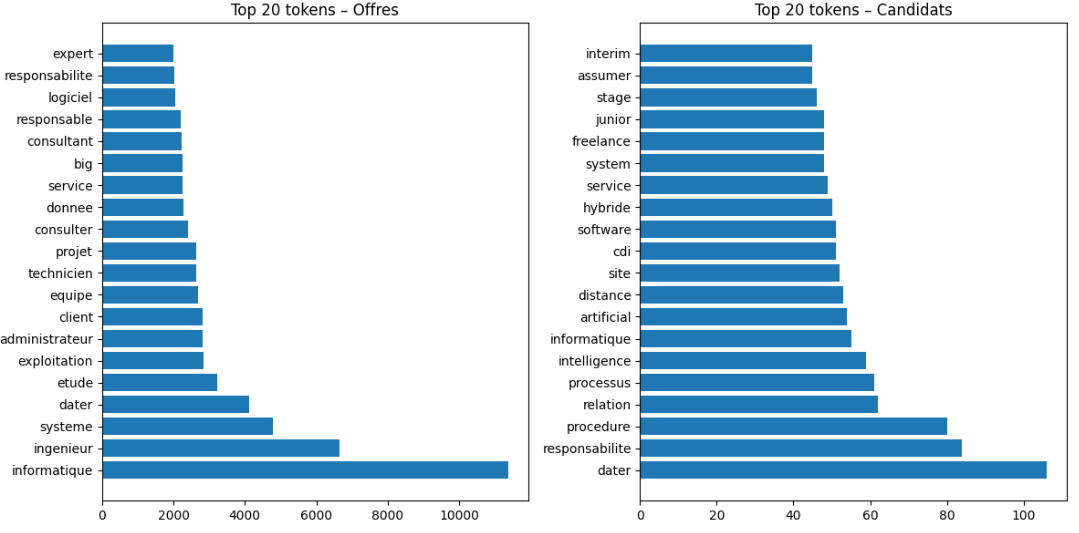 Top 20 tokens – Offres
expert
responsabilite
logiciel
responsable
consultant
big
service
donnee
consulter
projet
technicien
equipe
client
administrateur
exploitation
etude
dater
systeme
ingenieur
informatique
0 2000 4000 6000 8000 10000
Top 20 tokens – Candidats
interim
assumer
stage
junior
freelance
system
service
hybride
software
cdi
site
distance
artificial
informatique
intelligence
processus
relation
procedure
responsabilite
dater
0 20 40 60 80 100